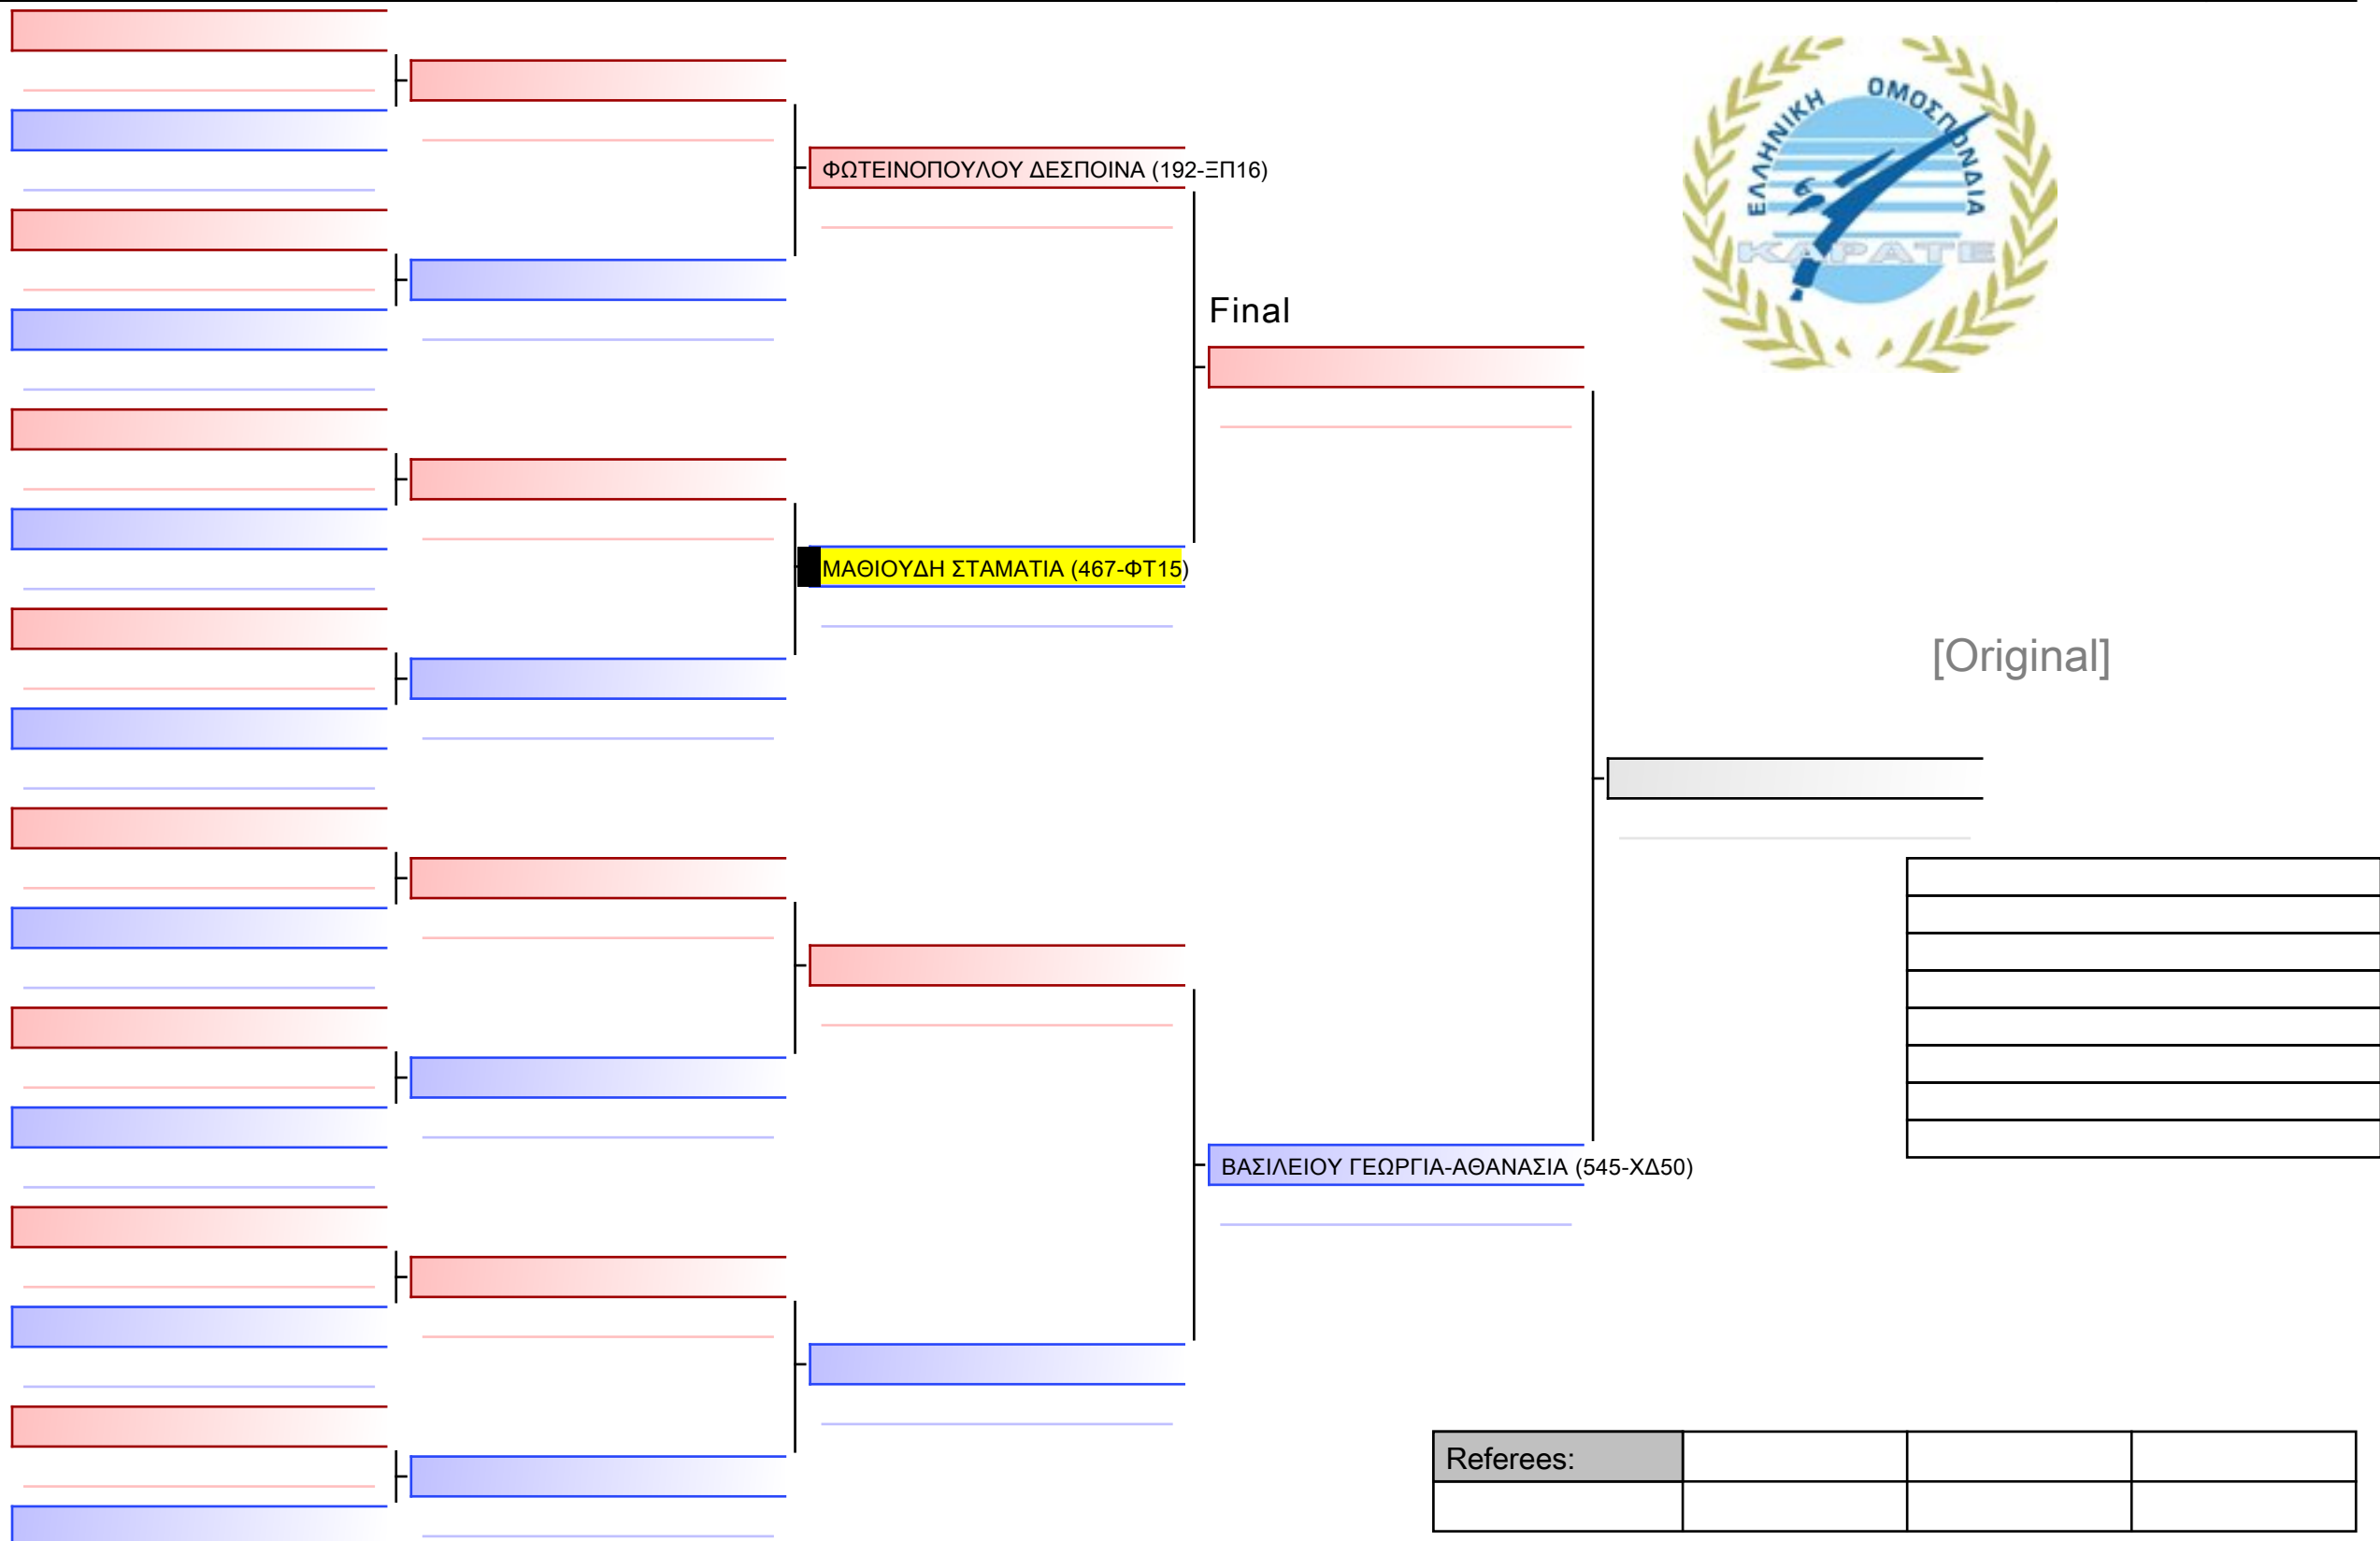 ΕΛΛΗΝΙΚΗ ΟΜΟΣΠΟΝΔΙΑ
ΚΑΡΑΤΕ
ΦΩΤΕΙΝΟΠΟΥΛΟΥ ΔΕΣΠΟΙΝΑ (192-ΞΠ16)
Final
ΜΑΘΙΟΥΔΗ ΣΤΑΜΑΤΙΑ (467-ΦΤ15)
[Original]
ΒΑΣΙΛΕΙΟΥ ΓΕΩΡΓΙΑ-ΑΘΑΝΑΣΙΑ (545-ΧΔ50)
Referees: